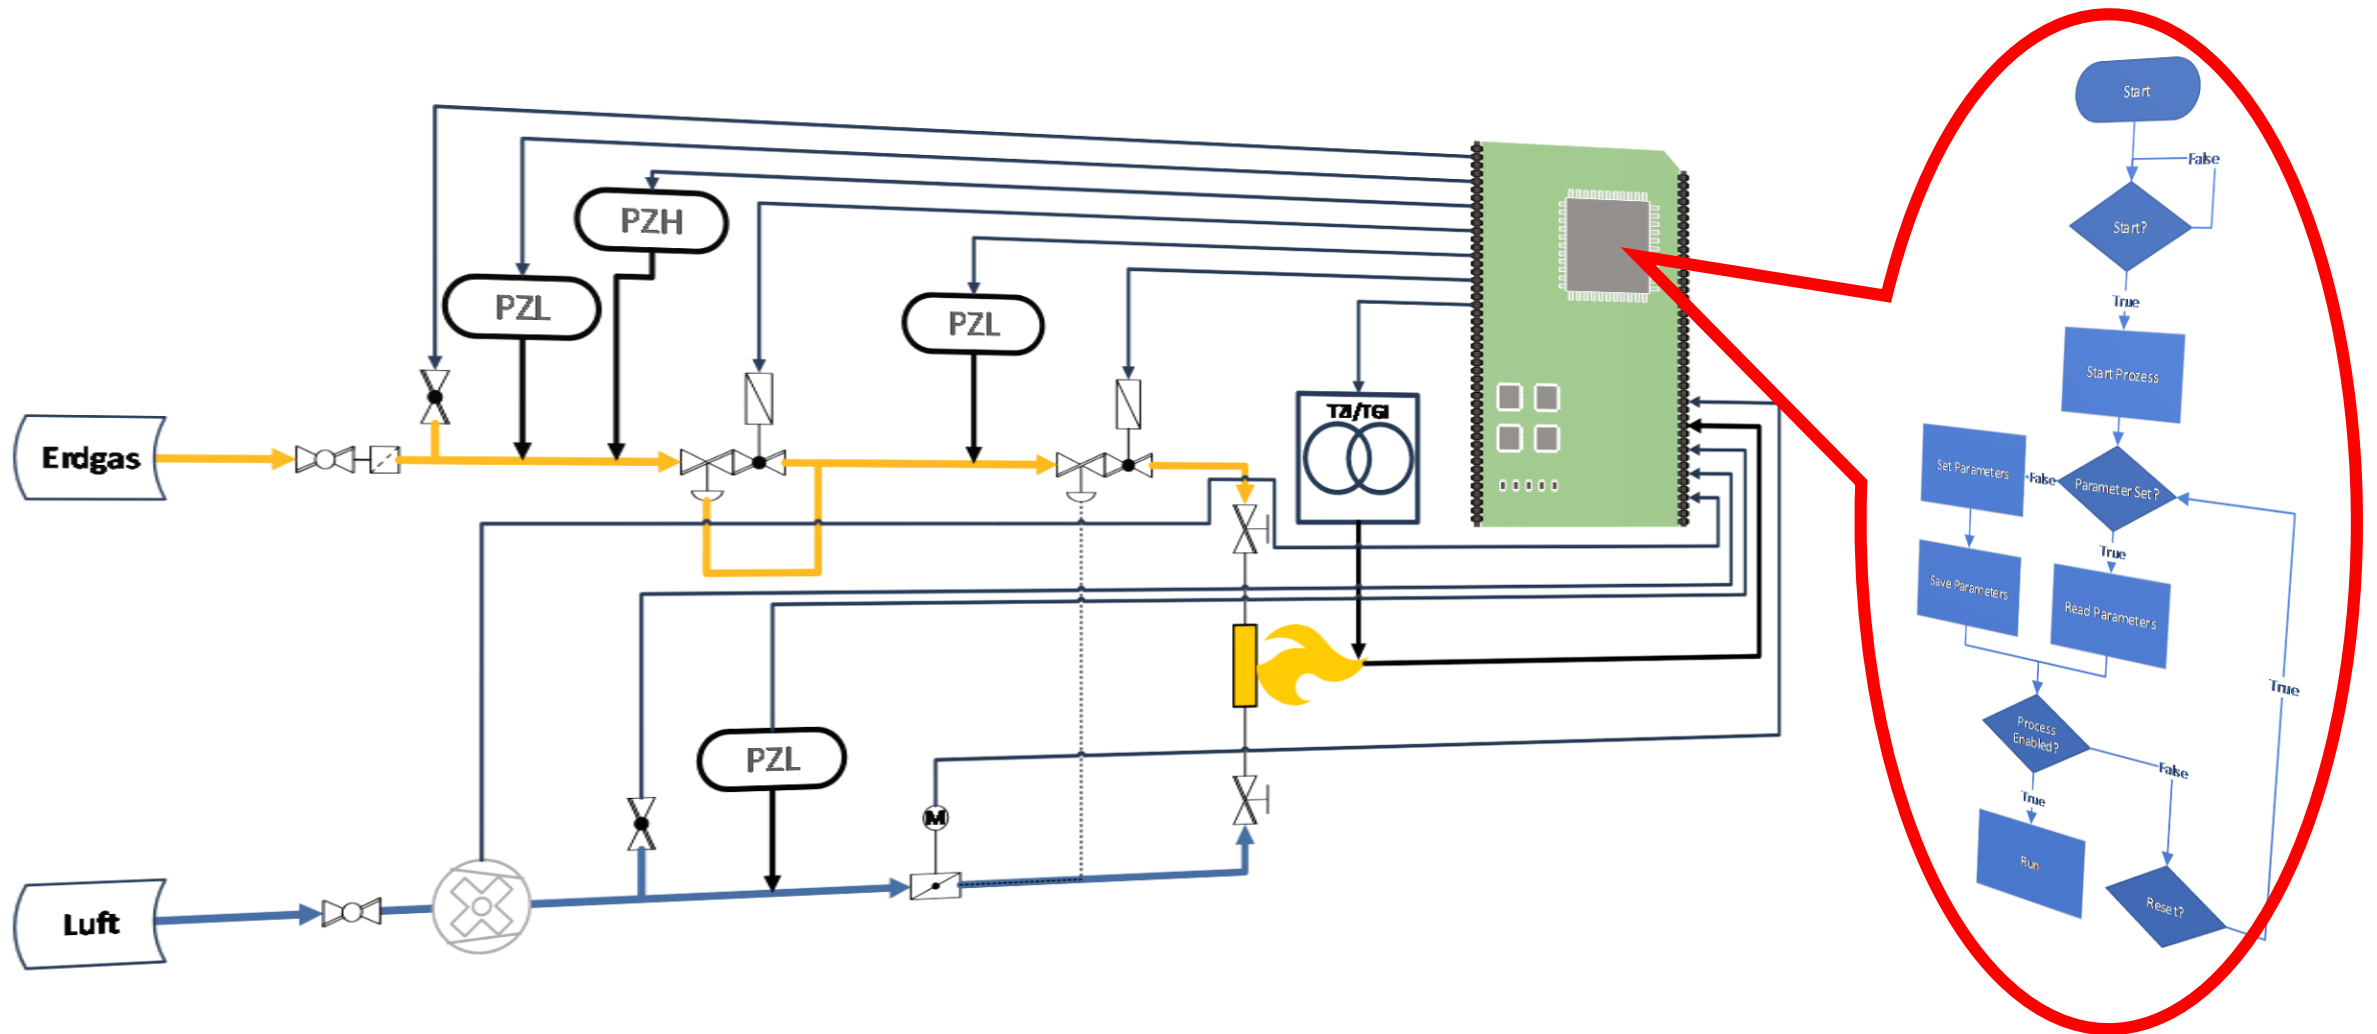 PZH
PZL
PZL
TZI/TGI
Erdgas
PZL
M
Luft
Start
False
Start?
True
Start Prozess
Set Parameters
False
Parameter Set?
True
Save Parameters
Read Parameters
True
Process
Enabled?
False
True
Run
Reset?